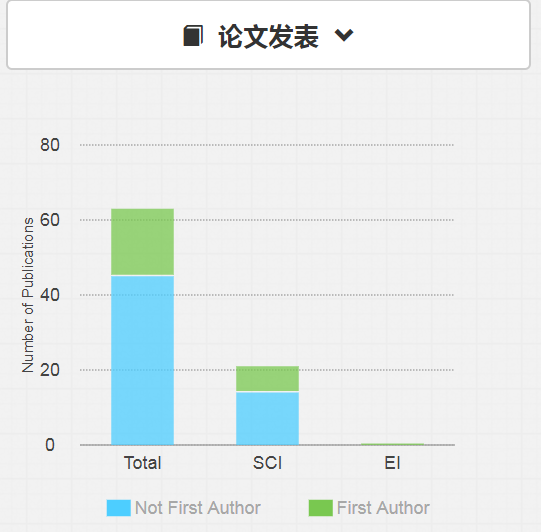 论文发表
Number of Publications
80
60
40
20
0
Total SCI EI
Not First Author First Author